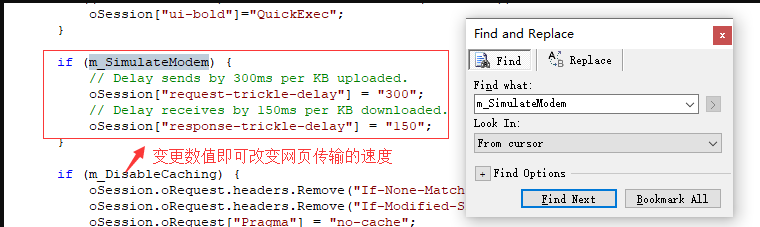 oSession["ui-bold"]="QuickExec";
}
if (m_SimulateModem) {
// Delay sends by 300ms per KB uploaded.
oSession["request-trickle-delay"] = "300";
// Delay receives by 150ms per KB downloaded.
oSession["response-trickle-delay"] = "150";
}
变更数值即可改变网页传输的速度
if (m_DisableCaching) {
oSession.oRequest.headers.Remove("If-None-Match
oSession.oRequest.headers.Remove("If-Modified-S
oSession.oRequest["Pragma"] = "no-cache";
Find and Replace
x
Find
Replace
Find what:
m_SimulateModem
>
Look In:
From cursor
+ Find Options
Find Next
Bookmark All